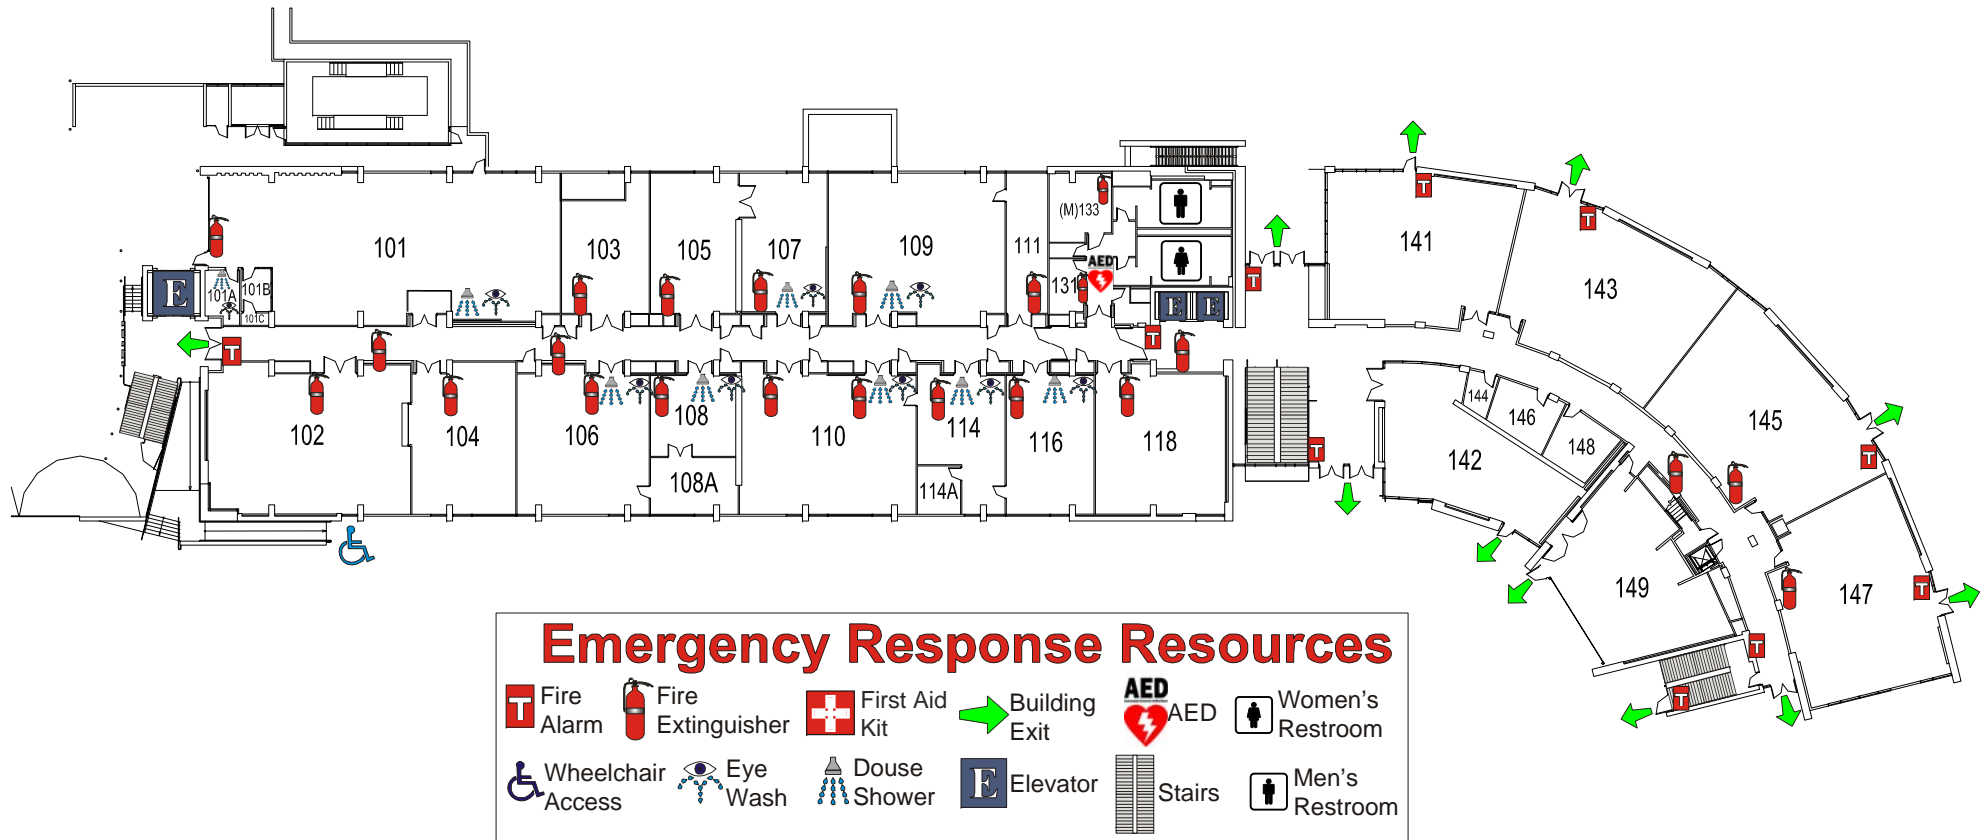 (M)133
101
103
105
107
109
111
141
143
AED
131
E
101A
101B
101C
E
E
T
T
T
T
T
102
104
106
108
110
114
116
118
144
146
148
142
145
T
T
108A
114A
149
147
T
T
T
Emergency Response Resources
T
Fire
Alarm
Fire
Extinguisher
First Aid
Kit
Building
Exit
AED
AED
Women's
Restroom
Wheelchair
Access
Eye
Wash
Douse
Shower
E
Elevator
Stairs
Men's
Restroom